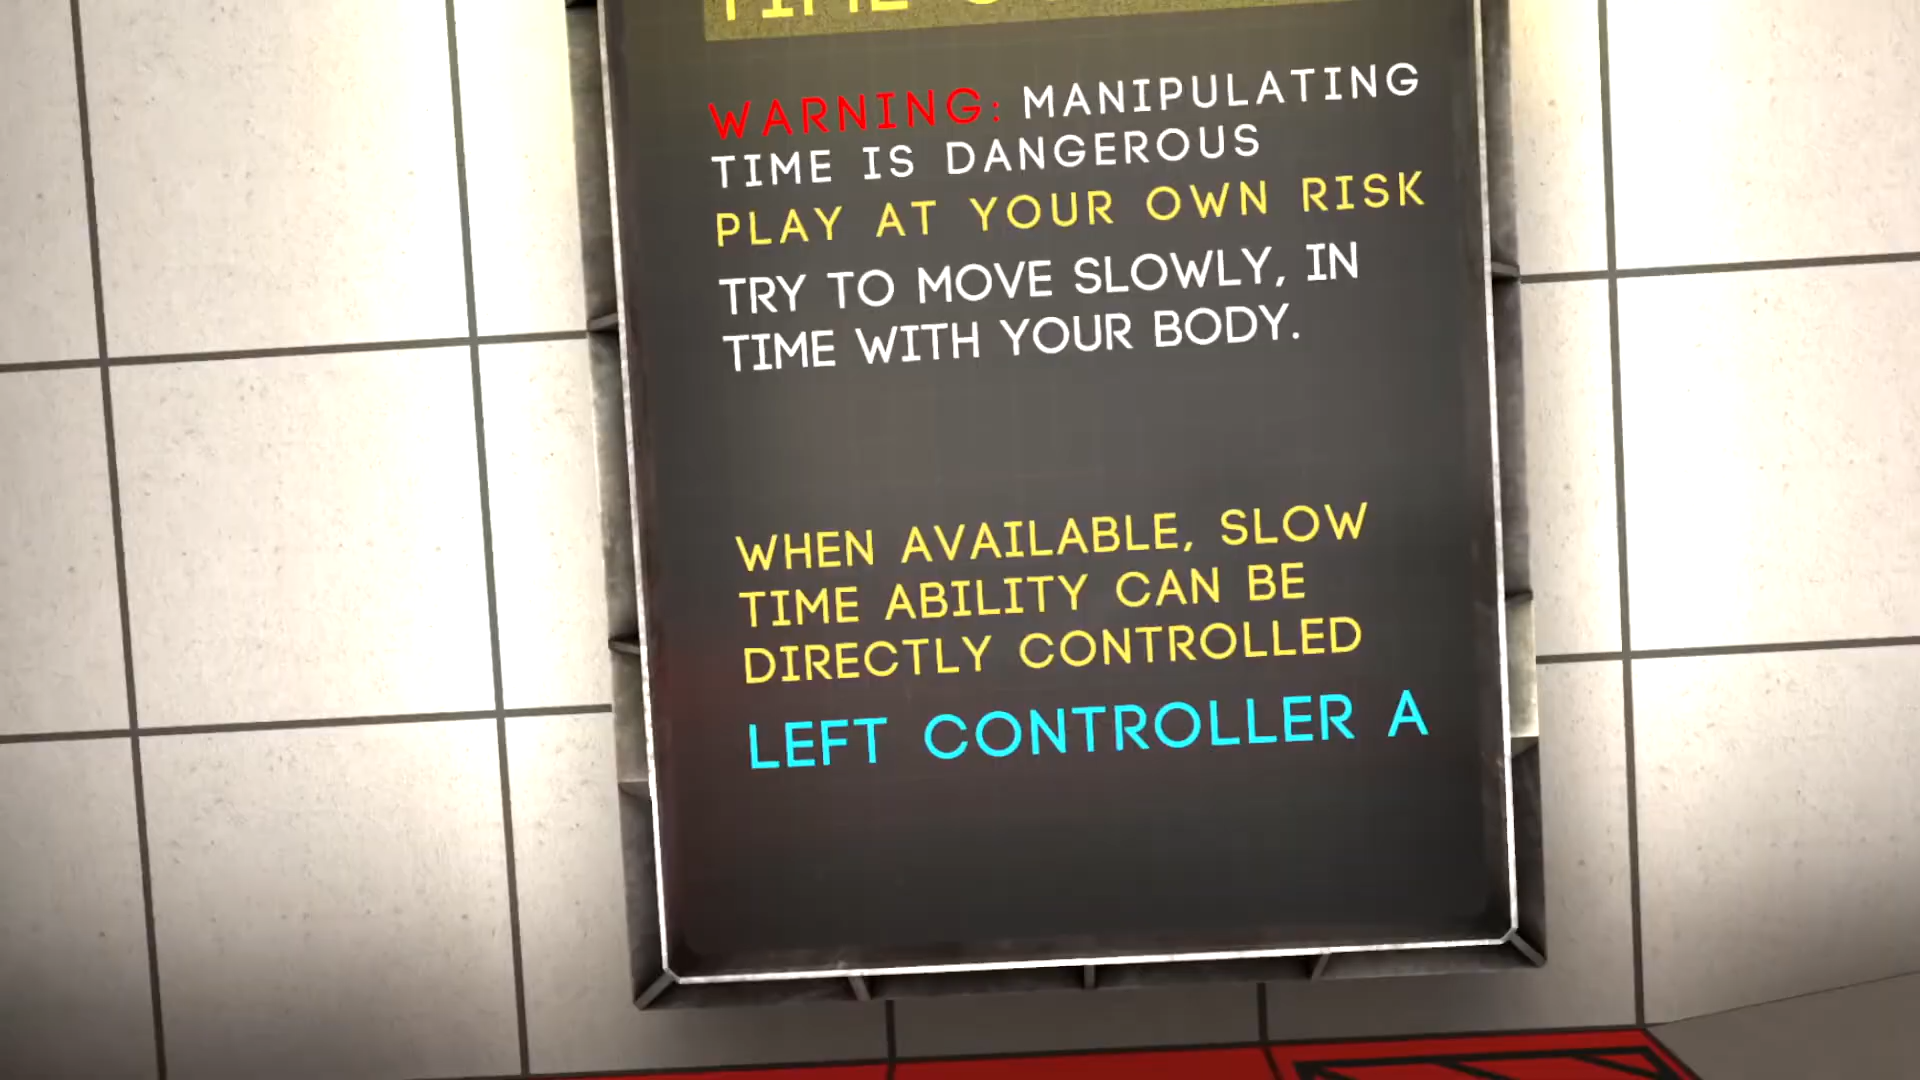 TIME
WARNING: MANIPULATING
TIME IS DANGEROUS
PLAY AT YOUR OWN RISK
TRY TO MOVE SLOWLY, IN
TIME WITH YOUR BODY.
WHEN AVAILABLE, SLOW
TIME ABILITY CAN BE
DIRECTLY CONTROLLED
LEFT CONTROLLER A